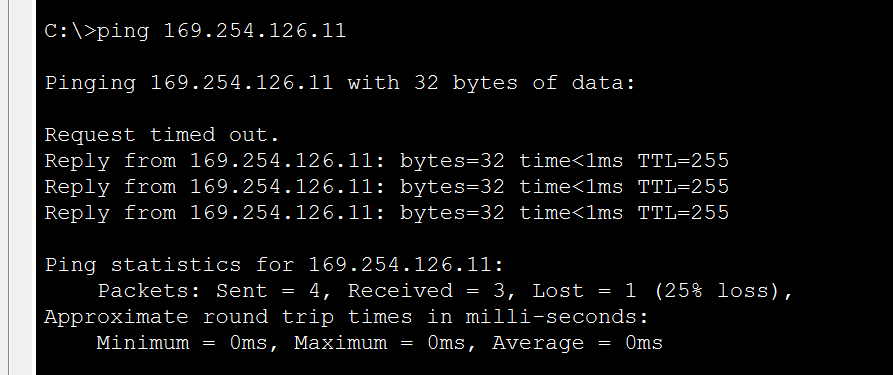 C:\>ping 169.254.126.11
Pinging 169.254.126.11 with 32 bytes of data:
Request timed out.
Reply from 169.254.126.11: bytes=32 time<1ms TTL=255
Reply from 169.254.126.11: bytes=32 time<1ms TTL=255
Reply from 169.254.126.11: bytes=32 time<1ms TTL=255
Ping statistics for 169.254.126.11:
    Packets: Sent = 4, Received = 3, Lost = 1 (25% loss),
Approximate round trip times in milli-seconds:
    Minimum = 0ms, Maximum = 0ms, Average = 0ms